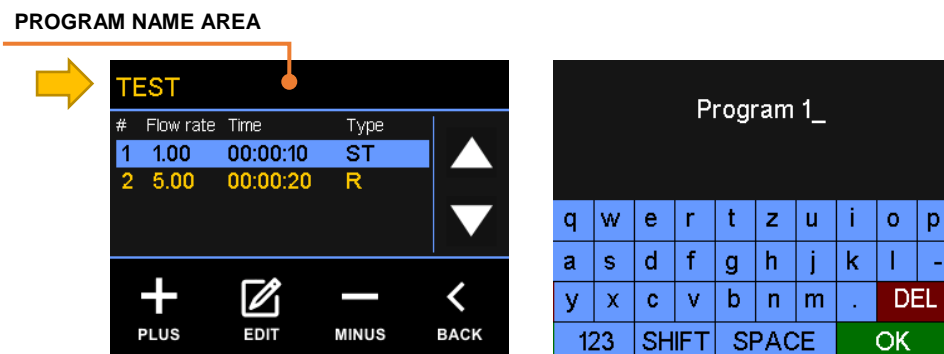 PROGRAM NAME AREA
TEST
# Flow rate Time Type
1 1.00 00:00:10 ST
2 5.00 00:00:20 R
PLUS EDIT MINUS BACK
Program 1_
q w e r t z u i o p
a s d f g h j k l -
y x c v b n m . DEL
123 SHIFT SPACE OK